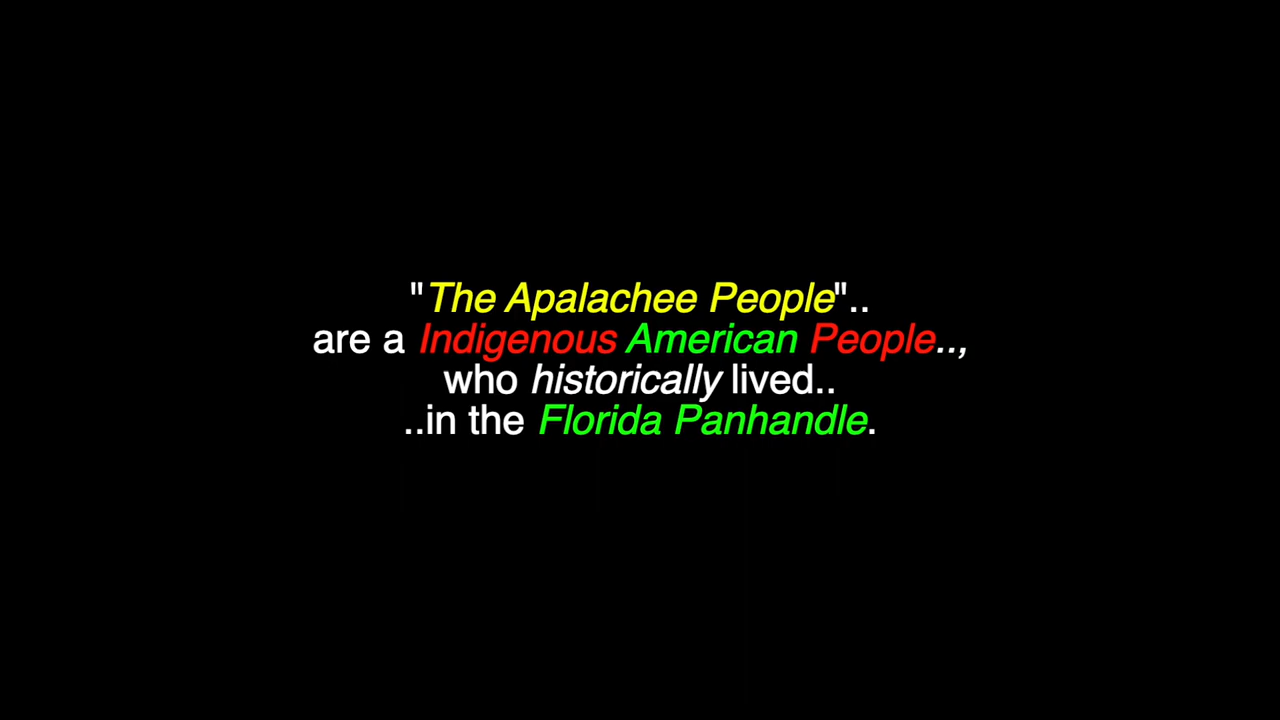 "The Apalachee People"..
are a Indigenous American People..,
who historically lived..
..in the Florida Panhandle.